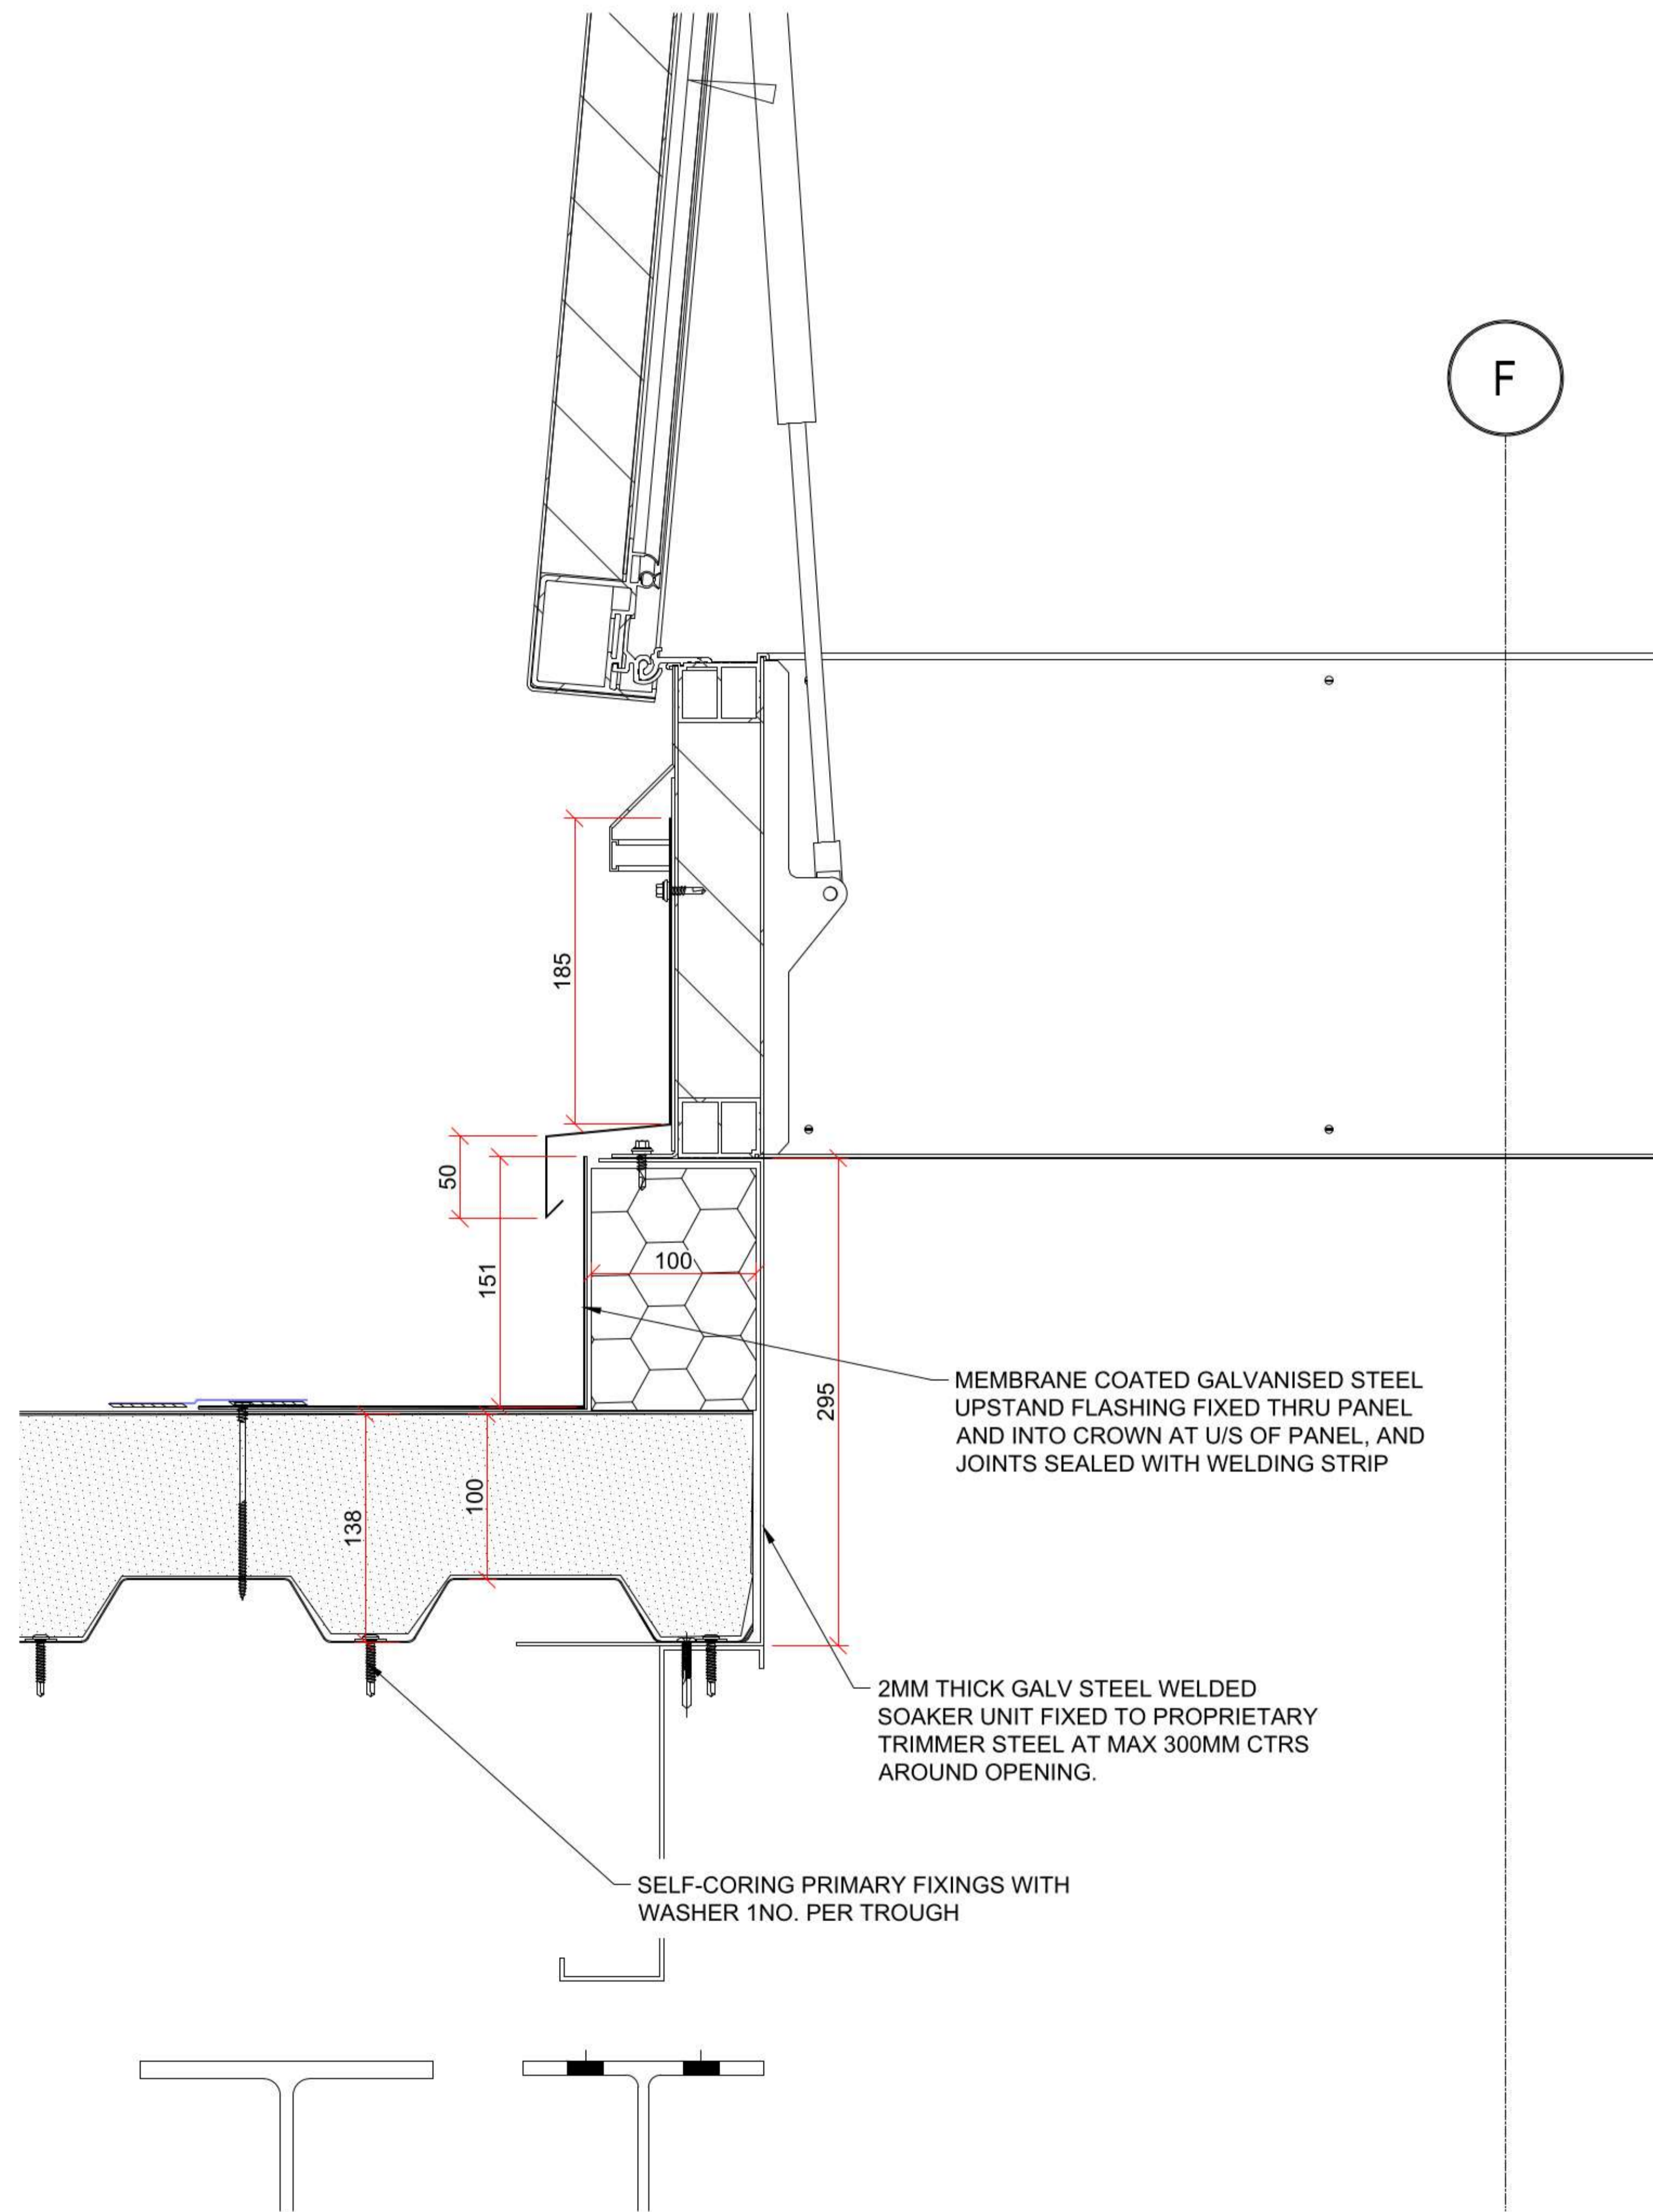 F
185
50
151
100
295
138
100
MEMBRANE COATED GALVANISED STEEL
UPSTAND FLASHING FIXED THRU PANEL
AND INTO CROWN AT U/S OF PANEL, AND
JOINTS SEALED WITH WELDING STRIP
2MM THICK GALV STEEL WELDED
SOAKER UNIT FIXED TO PROPRIETARY
TRIMMER STEEL AT MAX 300MM CTRS
AROUND OPENING.
SELF-CORING PRIMARY FIXINGS WITH
WASHER 1NO. PER TROUGH